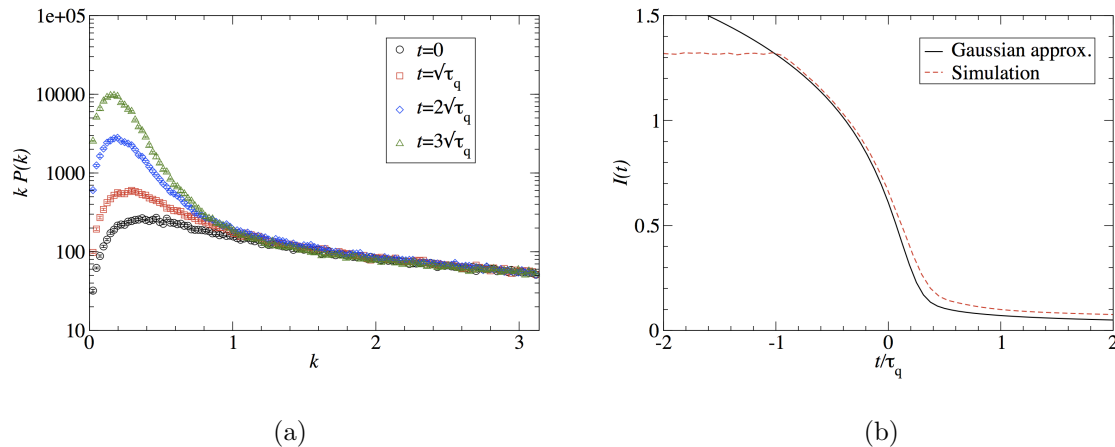 1e+05
10000
1000
100
10
k P(k)
0
1
2
3
k
t=0
t=√τq
t=2√τq
t=3√τq
(a)
1.5
1
0.5
0
I(t)
-2
-1
0
1
2
t/τq
Gaussian approx.
Simulation
(b)